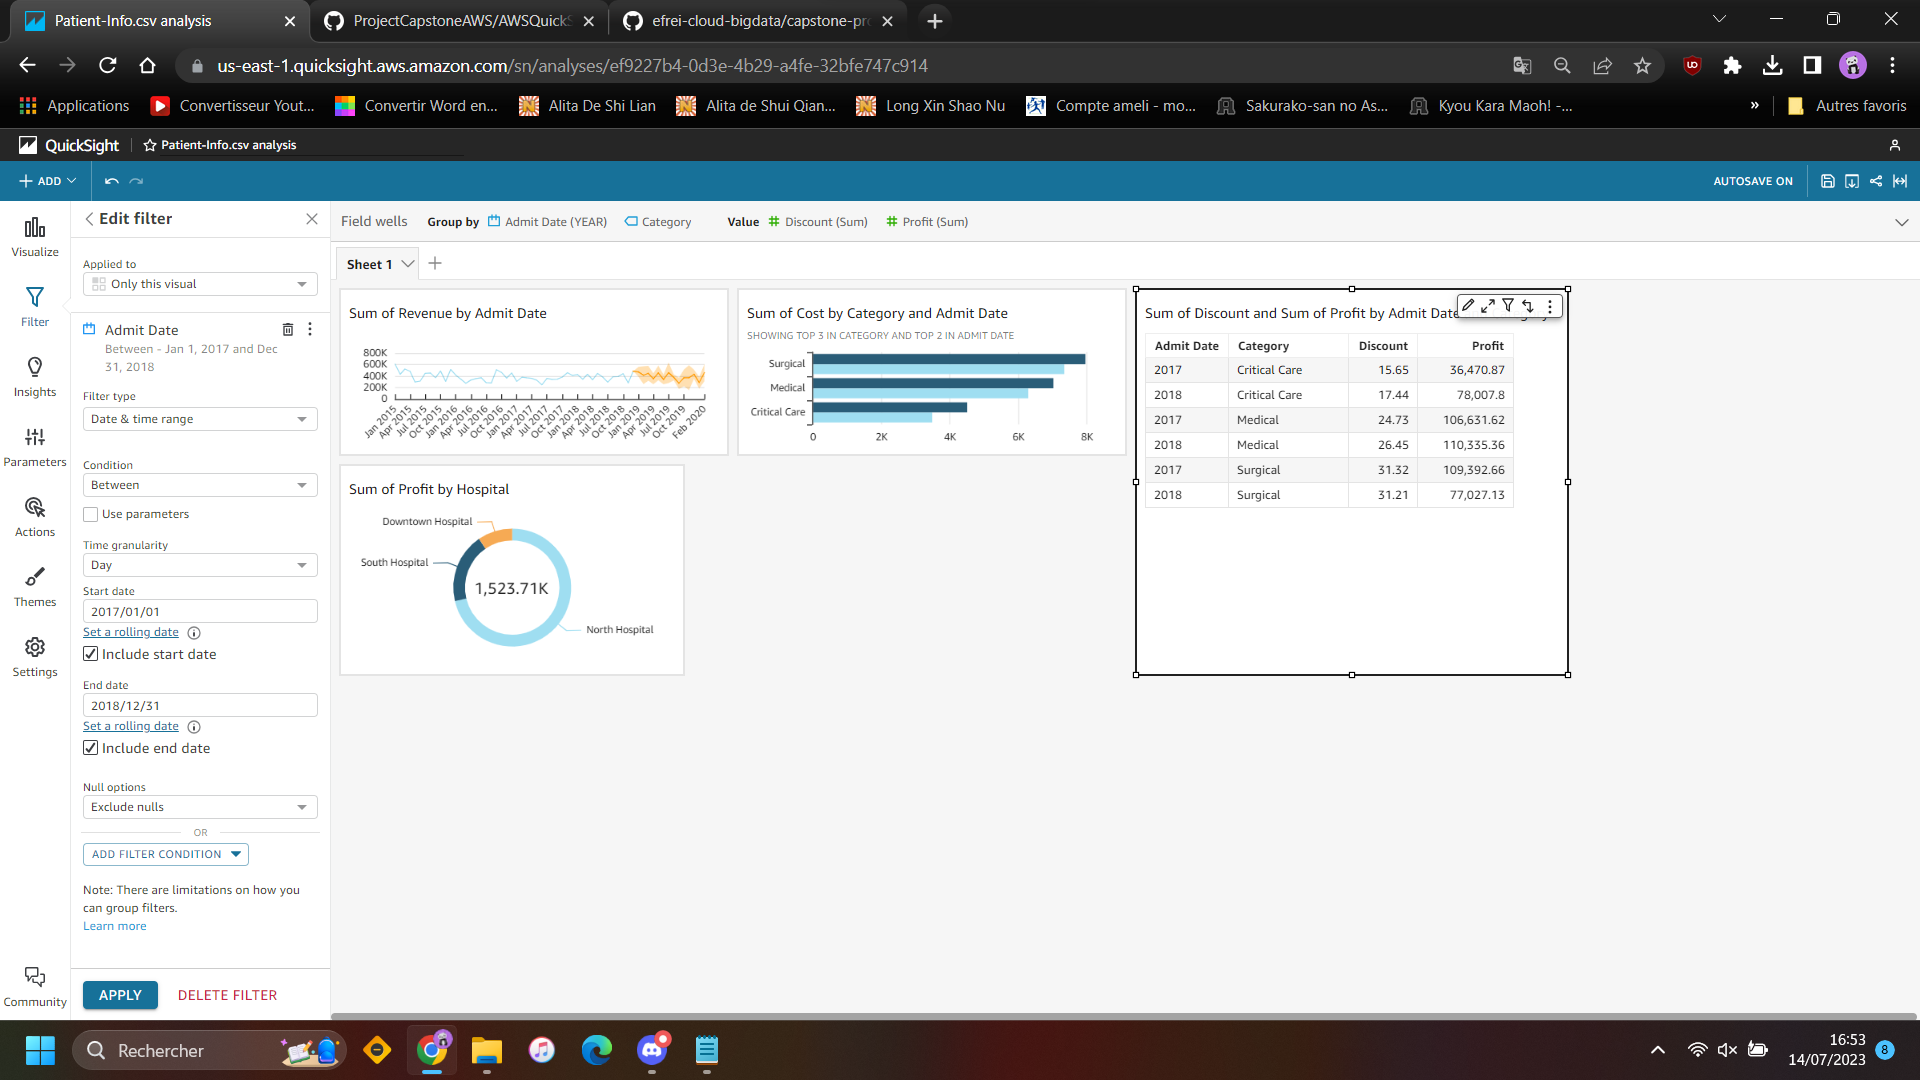 Patient-Info.csv analysis
ProjectCapstoneAWS/AWSQuickS
efrei-cloud-bigdata/capstone-pr
us-east-1.quicksight.aws.amazon.com/sn/analyses/ef9227b4-0d3e-4b29-a4fe-32bfe747c914
Applications
Convertisseur Yout...
Convertir Word en...
Alita De Shi Lian
Alita de Shui Qian...
Long Xin Shao Nu
Compte ameli - mo...
Sakurako-san no As...
Kyou Kara Maoh! -...
»
Autres favoris
QuickSight
Patient-Info.csv analysis
ADD
AUTOSAVE ON
Visualize
Filter
Insights
Parameters
Actions
Themes
Settings
Community
Edit filter
Applied to
Only this visual
Admit Date
Between - Jan 1, 2017 and Dec
31, 2018
Filter type
Date & time range
Condition
Between
Use parameters
Time granularity
Day
Start date
2017/01/01
Set a rolling date
Include start date
End date
2018/12/31
Set a rolling date
Include end date
Null options
Exclude nulls
OR
ADD FILTER CONDITION
Note: There are limitations on how you
can group filters.
Learn more
APPLY
DELETE FILTER
Field wells Group by Admit Date (YEAR) Category Value Discount (Sum) Profit (Sum)
Sheet 1
Sum of Revenue by Admit Date
800K
600K
400K
200K
0
Jan 2015
Apr 2015
Jul 2015
Oct 2015
Jan 2016
Apr 2016
Jul 2016
Oct 2016
Jan 2017
Apr 2017
Jul 2017
Oct 2017
Jan 2018
Apr 2018
Jul 2018
Oct 2018
Jan 2019
Apr 2019
Jul 2019
Oct 2019
Feb 2020
Sum of Cost by Category and Admit Date
SHOWING TOP 3 IN CATEGORY AND TOP 2 IN ADMIT DATE
Surgical
Medical
Critical Care
0 2K 4K 6K 8K
Sum of Profit by Hospital
Downtown Hospital
South Hospital
1,523.71K
North Hospital
Sum of Discount and Sum of Profit by Admit Date
Admit Date Category Discount Profit
2017 Critical Care 15.65 36,470.87
2018 Critical Care 17.44 78,007.8
2017 Medical 24.73 106,631.62
2018 Medical 26.45 110,335.36
2017 Surgical 31.32 109,392.66
2018 Surgical 31.21 77,027.13
Rechercher
16:53
14/07/2023
8